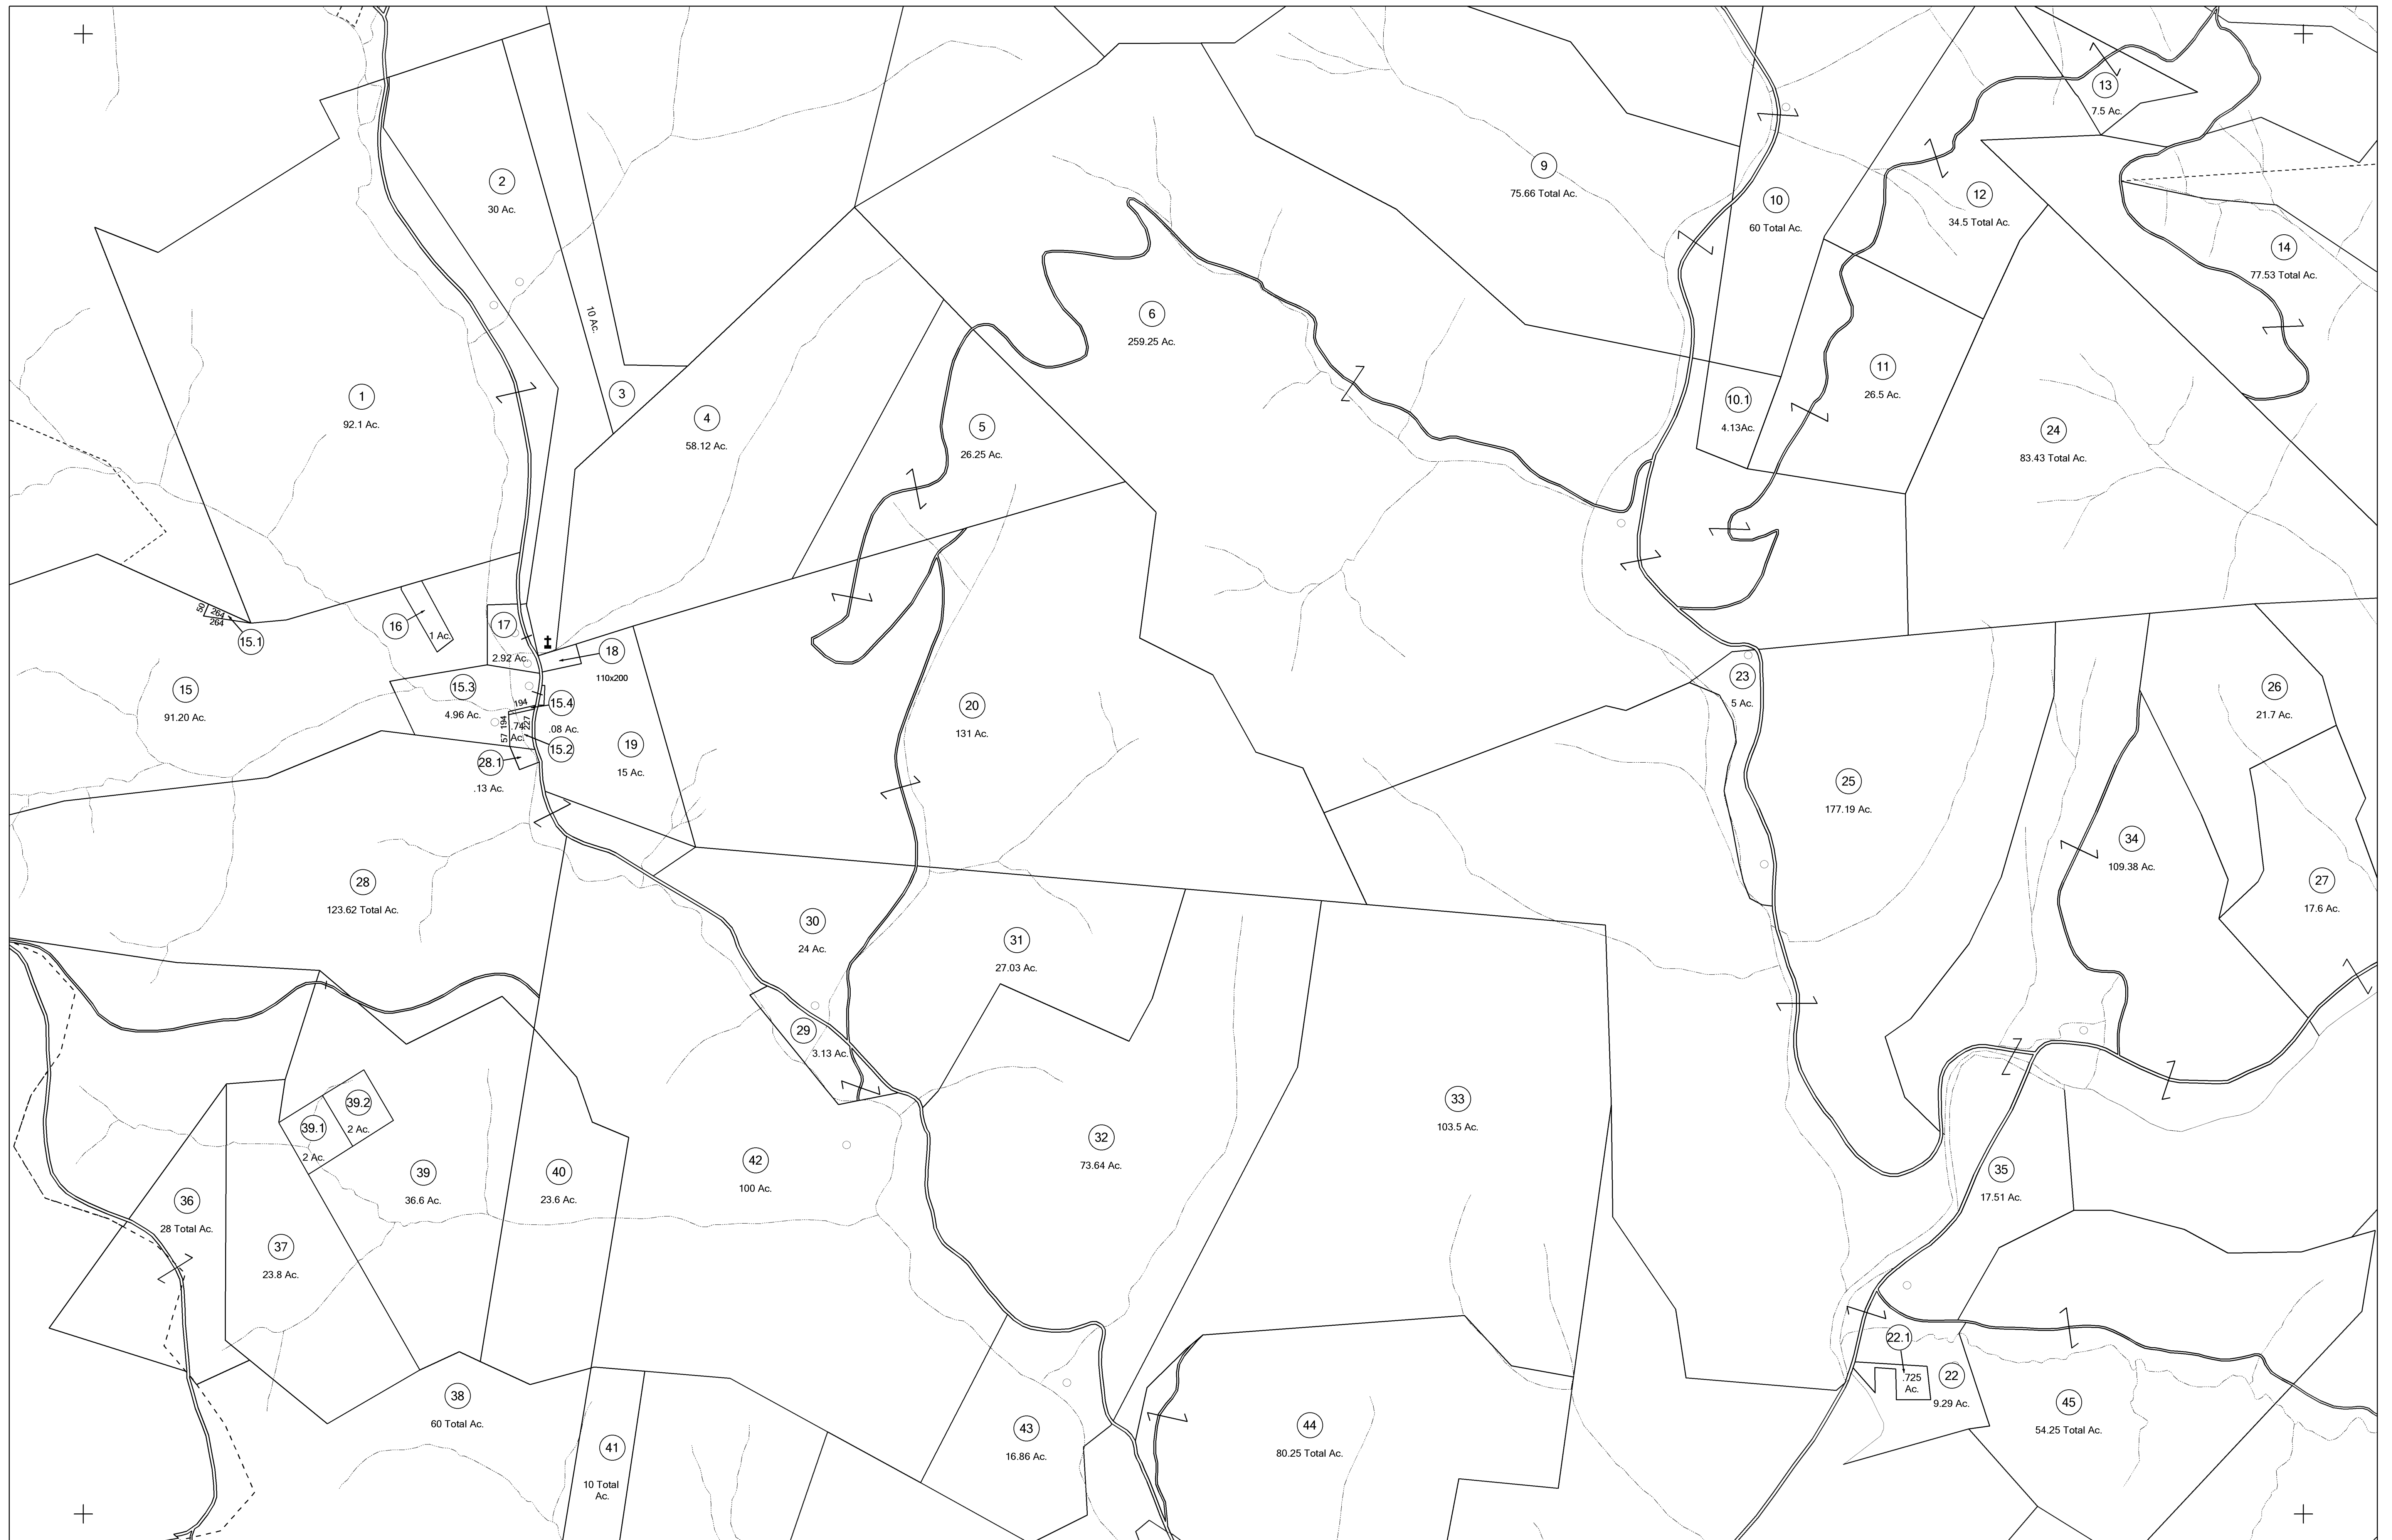 13
7.5 Ac.
9
75.66 Total Ac.
2
30 Ac.
10
60 Total Ac.
12
34.5 Total Ac.
14
77.53 Total Ac.
6
259.25 Ac.
10 Ac.
11
26.5 Ac.
1
92.1 Ac.
3
4
58.12 Ac.
5
26.25 Ac.
10.1
4.13Ac.
24
83.43 Total Ac.
50
264
264
15.1
16
1 Ac.
17
2.92 Ac.
18
110x200
15
91.20 Ac.
15.3
4.96 Ac.
194
15.4
.08 Ac.
194
57
227
.74
Ac.
15.2
28.1
.13 Ac.
19
15 Ac.
20
131 Ac.
23
5 Ac.
26
21.7 Ac.
25
177.19 Ac.
34
109.38 Ac.
27
17.6 Ac.
28
123.62 Total Ac.
30
24 Ac.
31
27.03 Ac.
29
3.13 Ac.
33
103.5 Ac.
39.2
2 Ac.
39.1
2 Ac.
32
73.64 Ac.
42
100 Ac.
39
36.6 Ac.
40
23.6 Ac.
35
17.51 Ac.
36
28 Total Ac.
37
23.8 Ac.
22.1
.725
Ac.
22
9.29 Ac.
38
60 Total Ac.
45
54.25 Total Ac.
41
10 Total
Ac.
43
16.86 Ac.
44
80.25 Total Ac.